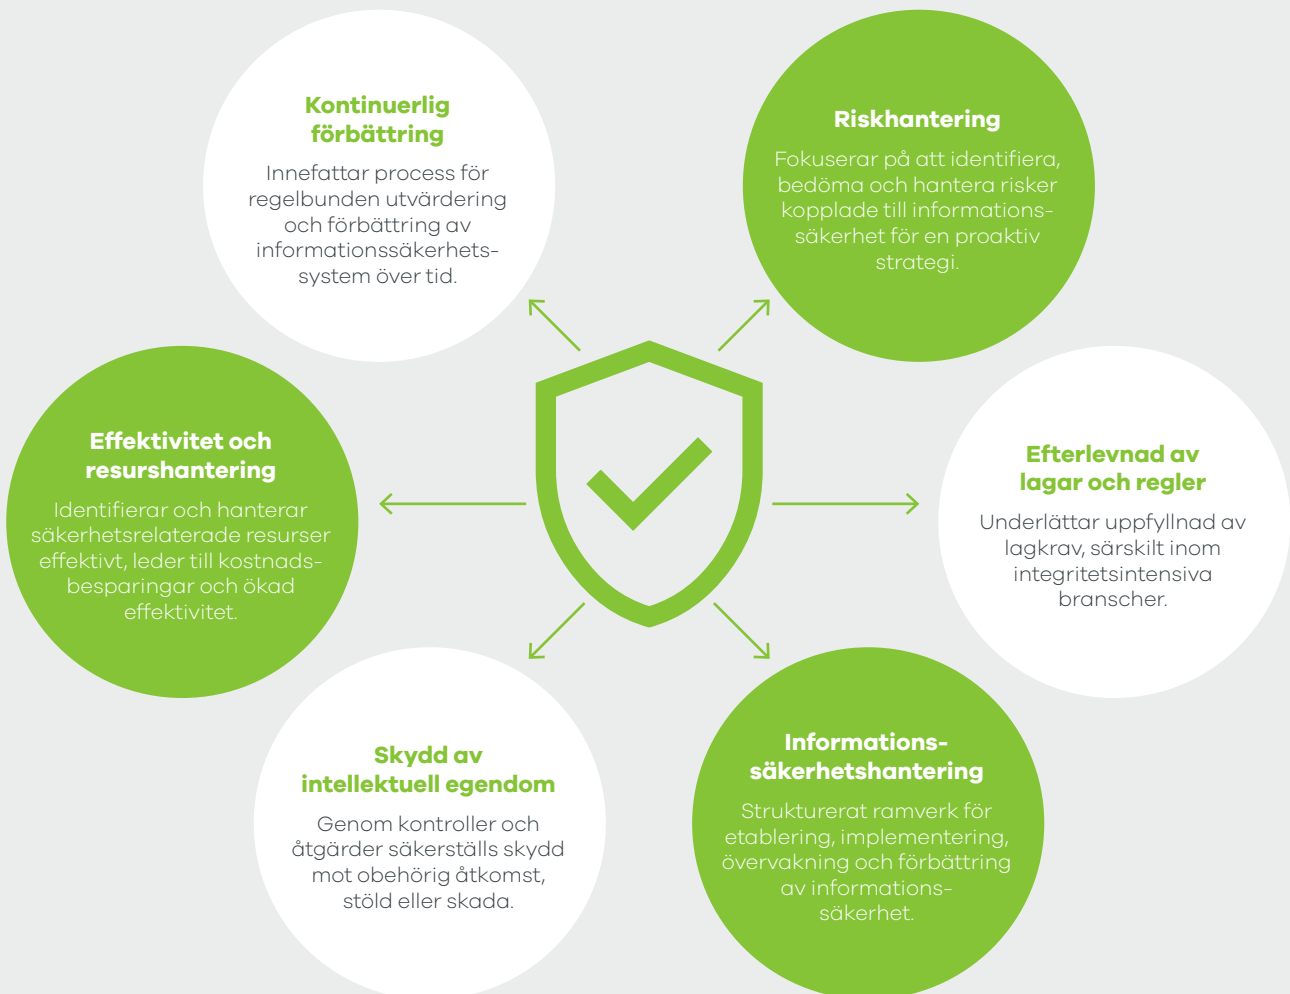 Kontinuerlig
förbättring
Innefattar process för
regelbunden utvärdering
och förbättring av
informationssäkerhets-
system över tid.
Riskhantering
Fokuserar på att identifiera,
bedöma och hantera risker
kopplade till informations-
säkerhet för en proaktiv
strategi.
Effektivitet och
resurshantering
Identifierar och hanterar
säkerhetsrelaterade resurser
effektivt, leder till kostnads-
besparingar och ökad
effektivitet.
Efterlevnad av
lagar och regler
Underlättar uppfyllnad av
lagkrav, särskilt inom
integritetsintensiva
branscher.
Skydd av
intellektuell egendom
Genom kontroller och
åtgärder säkerställs skydd
mot obehörig åtkomst,
stöld eller skada.
Informations-
säkerhetshantering
Strukturerat ramverk för
etablering, implementering,
övervakning och förbättring
av informations-
säkerhet.